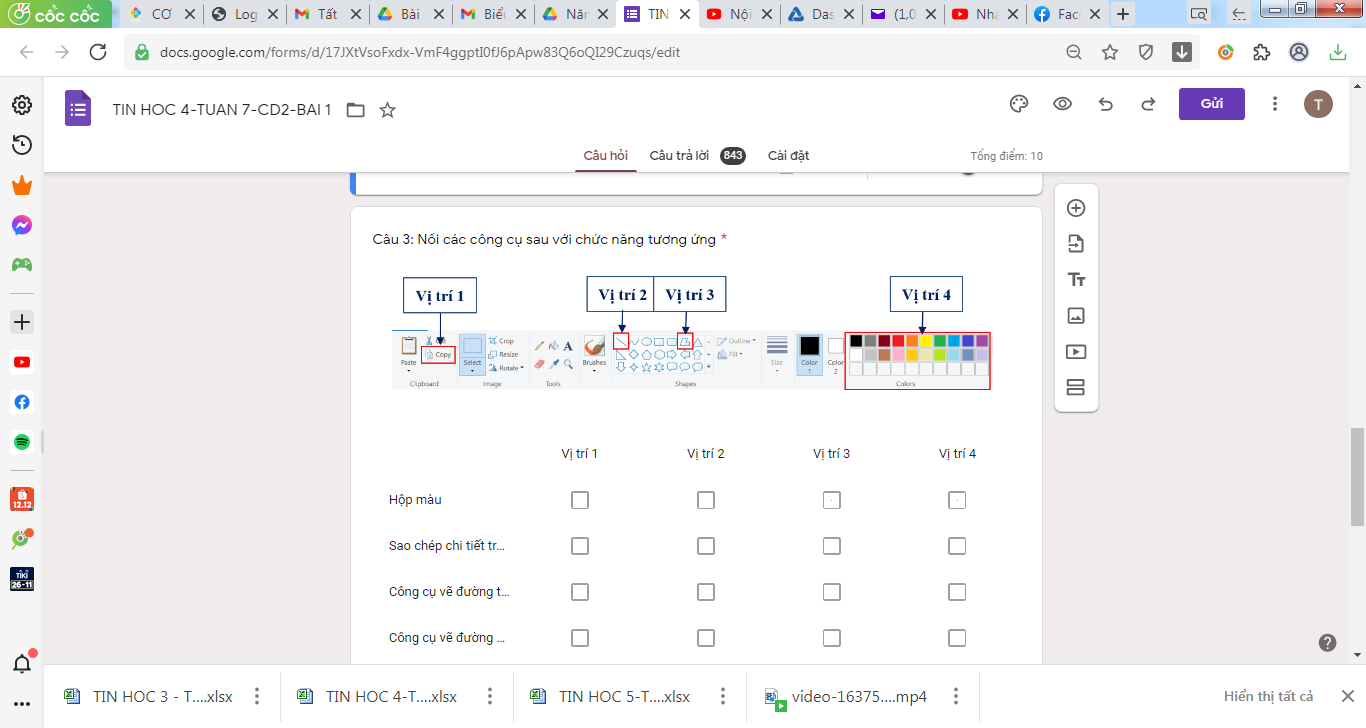 cốc cốc
CƠ
Log
Tất
Bài
Biểu
Năn
TIN
Nội
Das
(1,0
Nhạ
Face
docs.google.com/forms/d/17JXtVsoFxdx-VmF4ggptI0fJ6pApw83Q6oQI29Czuqs/edit
TIN HOC 4-TUAN 7-CD2-BAI 1
Gửi
T
Câu hỏi
Câu trả lời 843
Cài đặt
Tổng điểm: 10
Câu 3: Nối các công cụ sau với chức năng tương ứng *
Vị trí 1
Vị trí 2
Vị trí 3
Vị trí 4
Paste
Cut
Copy
Clipboard
Select
Crop
Resize
Rotate
Image
A
Tools
Brushes
Outline
Fill
Shapes
Size
Color
1
Color
2
Colors
Vị trí 1
Vị trí 2
Vị trí 3
Vị trí 4
Hộp màu
Sao chép chi tiết tr...
Công cụ vẽ đường t...
Công cụ vẽ đường ...
12.12
TIKI
26-11
TIN HOC 3 - T....xlsx
TIN HOC 4-T....xlsx
TIN HOC 5-T....xlsx
video-16375....mp4
Hiển thị tất cả